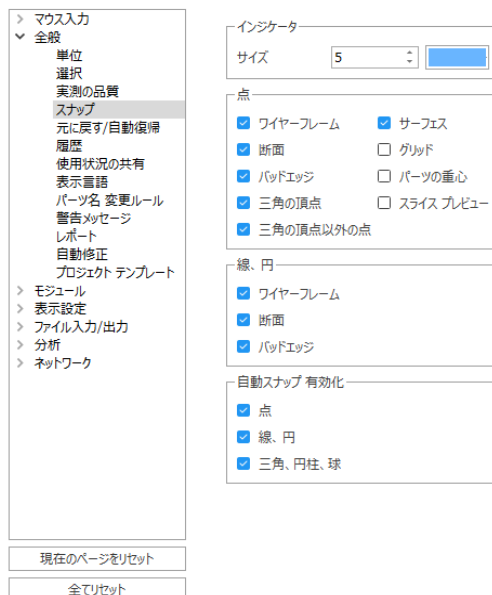 マウス入力
全般
単位
選択
実測の品質
スナップ
元に戻す/自動復帰
履歴
使用状況の共有
表示言語
パーツ名 変更ルール
警告メッセージ
レポート
自動修正
プロジェクト テンプレート
モジュール
表示設定
ファイル入力/出力
分析
ネットワーク
現在のページをリセット
全てリセット
インジケータ
サイズ 5
点
ワイヤーフレーム サーフェス
断面 グリッド
バッドエッジ パーツの重心
三角の頂点 スライス プレビュー
三角の頂点以外の点
線、円
ワイヤーフレーム
断面
バッドエッジ
自動スナップ 有効化
点
線、円
三角、円柱、球